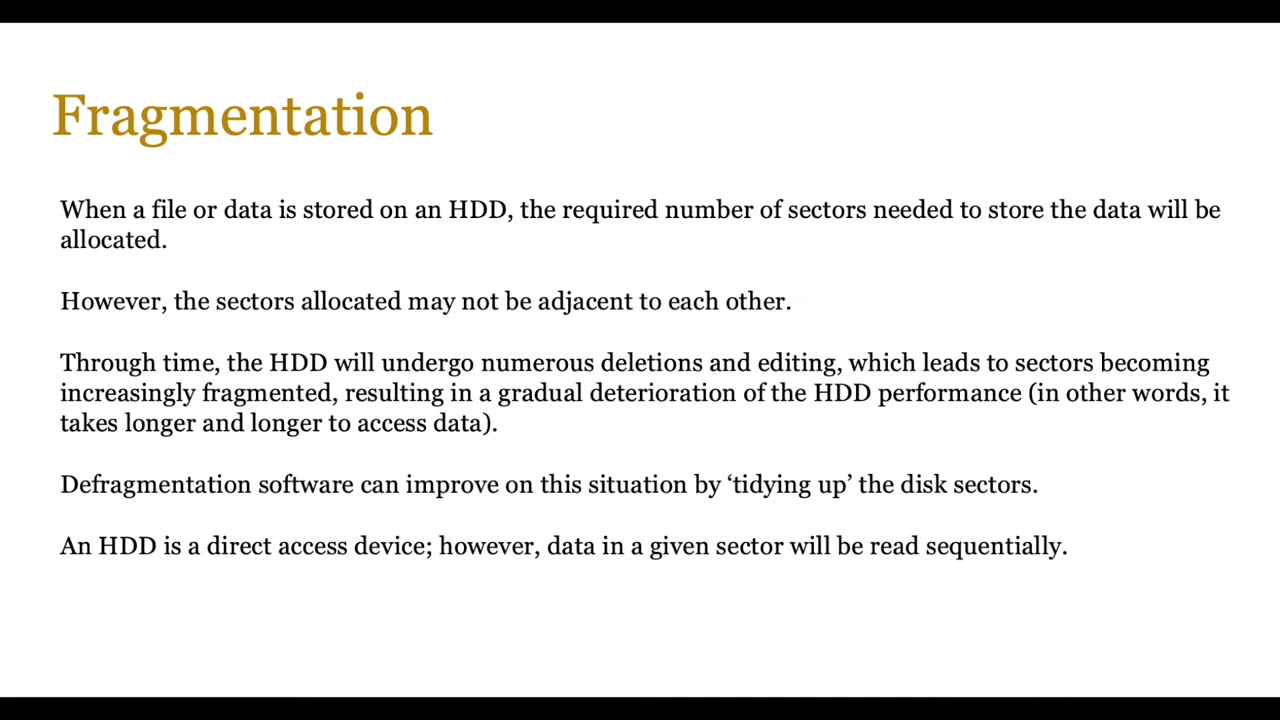 Fragmentation
When a file or data is stored on an HDD, the required number of sectors needed to store the data will be
allocated.
However, the sectors allocated may not be adjacent to each other.
Through time, the HDD will undergo numerous deletions and editing, which leads to sectors becoming
increasingly fragmented, resulting in a gradual deterioration of the HDD performance (in other words, it
takes longer and longer to access data).
Defragmentation software can improve on this situation by ‘tidying up’ the disk sectors.
An HDD is a direct access device; however, data in a given sector will be read sequentially.